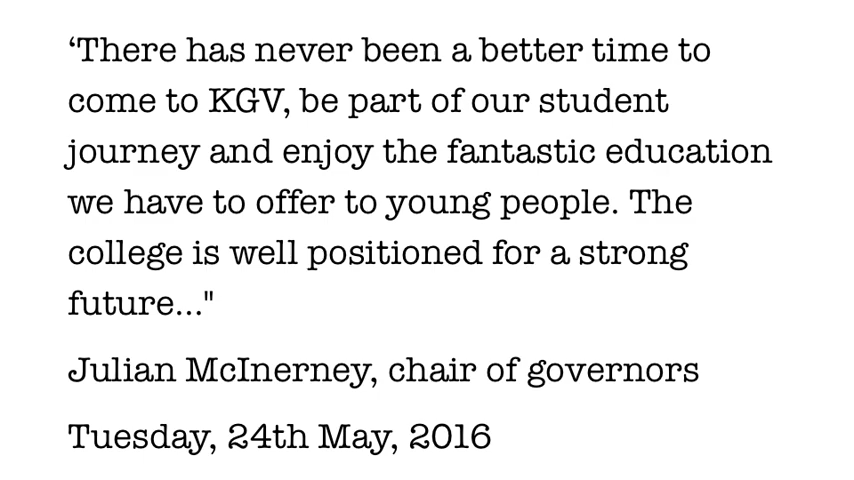 ‘There has never been a better time to
come to KGV, be part of our student
journey and enjoy the fantastic education
we have to offer to young people. The
college is well positioned for a strong
future..."
Julian McInerney, chair of governors
Tuesday, 24th May, 2016